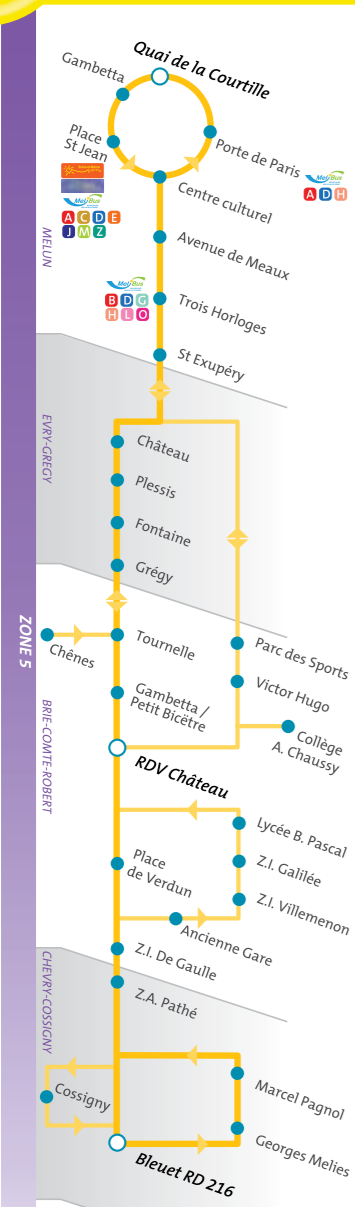 Quai de la Courtille
Gambetta
Place
St Jean
Porte de Paris
MelyBus
A D H
Centre culturel
MelyBus
A C D E
J M Z
MELUN
Avenue de Meaux
MelyBus
B D G
H L O
Trois Horloges
St Exupéry
EVRY-GREGY
Château
Plessis
Fontaine
Grégy
ZONE 5
Chênes
Tournelle
Parc des Sports
Victor Hugo
Gambetta /
Petit Bicêtre
Collège
A. Chaussy
BRIE-COMTE-ROBERT
RDV Château
Lycée B. Pascal
Place
de Verdun
Z.I. Galilée
Z.I. Villemenon
Ancienne Gare
Z.I. De Gaulle
CHEVRY-COSSIGNY
Z.A. Pathé
Cossigny
Marcel Pagnol
Georges Melies
Bleuet RD 216